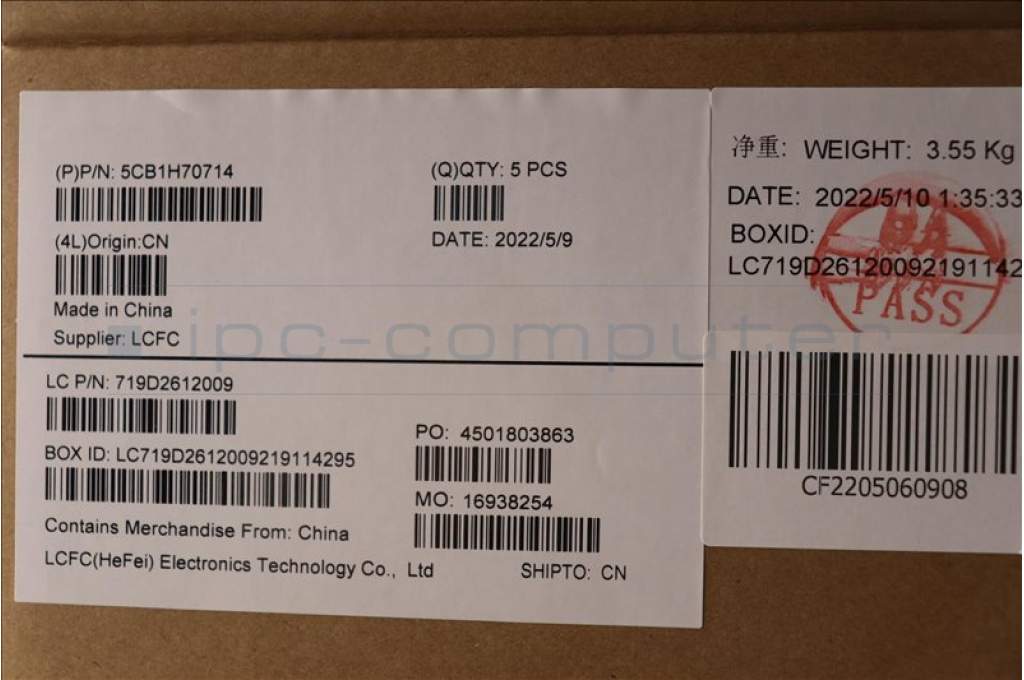 (P)P/N: 5CB1H70714
(Q)QTY: 5 PCS
(4L)Origin:CN
DATE: 2022/5/9
Made in China
Supplier: LCFC
LC P/N: 719D2612009
PO: 4501803863
BOX ID: LC719D2612009219114295
MO: 16938254
Contains Merchandise From: China
LCFC(HeFei) Electronics Technology Co., Ltd
SHIPTO: CN
净重: WEIGHT: 3.55 Kg
DATE: 2022/5/10 1:35:33
BOXID:
LC719D26120092191142
QA
PASS
CF2205060908
ipc-computer